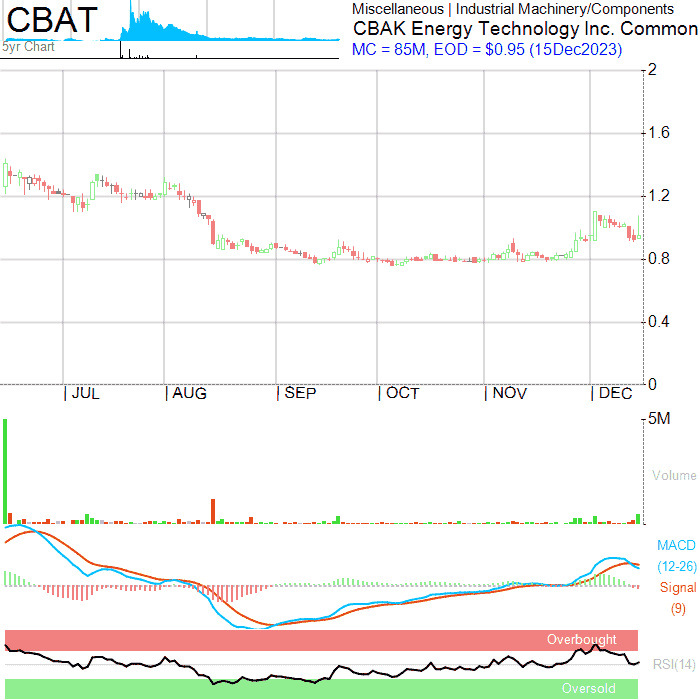 CBAT
5yr Chart
Miscellaneous | Industrial Machinery/Components
CBAK Energy Technology Inc. Common
MC = 85M, EOD = $0.95 (15Dec2023)
2
1.6
1.2
0.8
0.4
0
| JUL | AUG | SEP | OCT | NOV | DEC
5M
Volume
MACD
(12-26)
Signal
(9)
Overbought
RSI(14)
Oversold